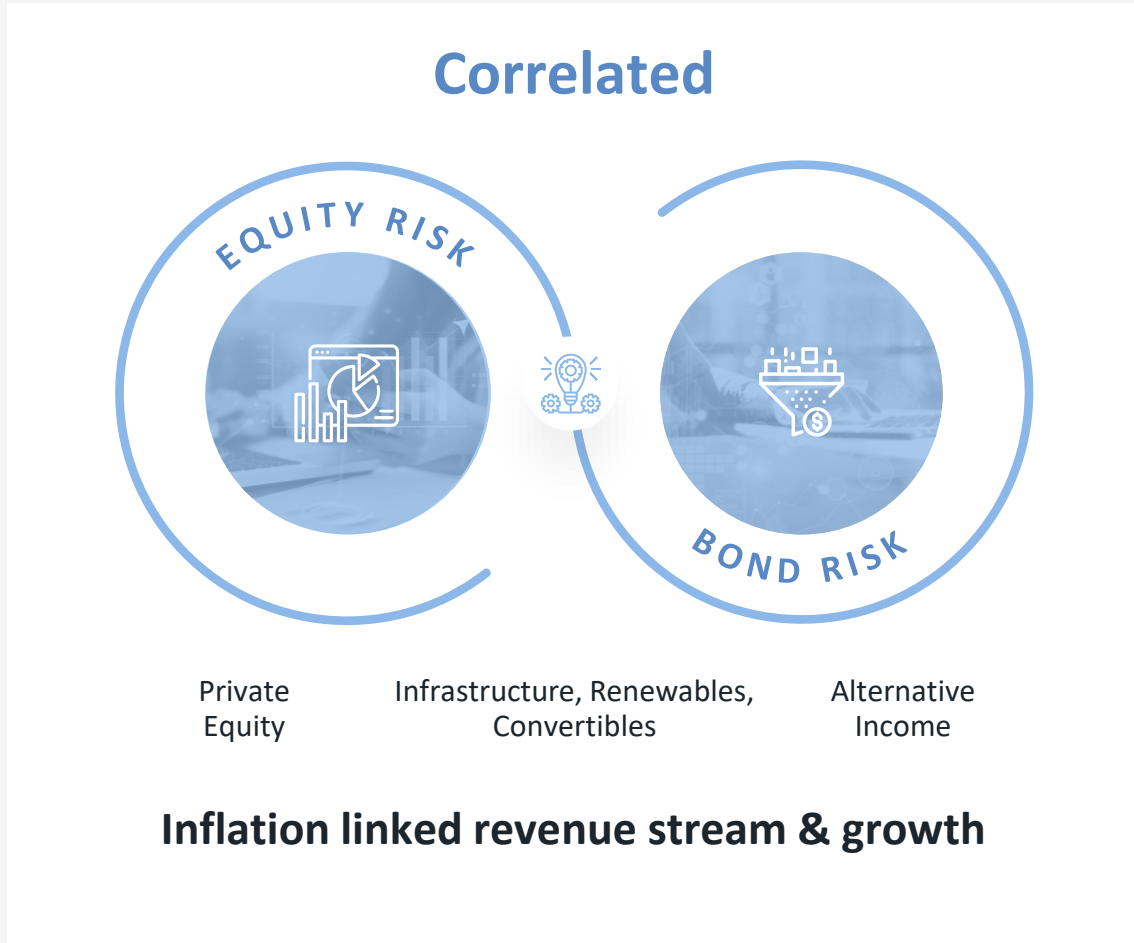 Correlated
EQUITY RISK
BOND RISK
Private
Equity
Infrastructure, Renewables,
Convertibles
Alternative
Income
Inflation linked revenue stream & growth